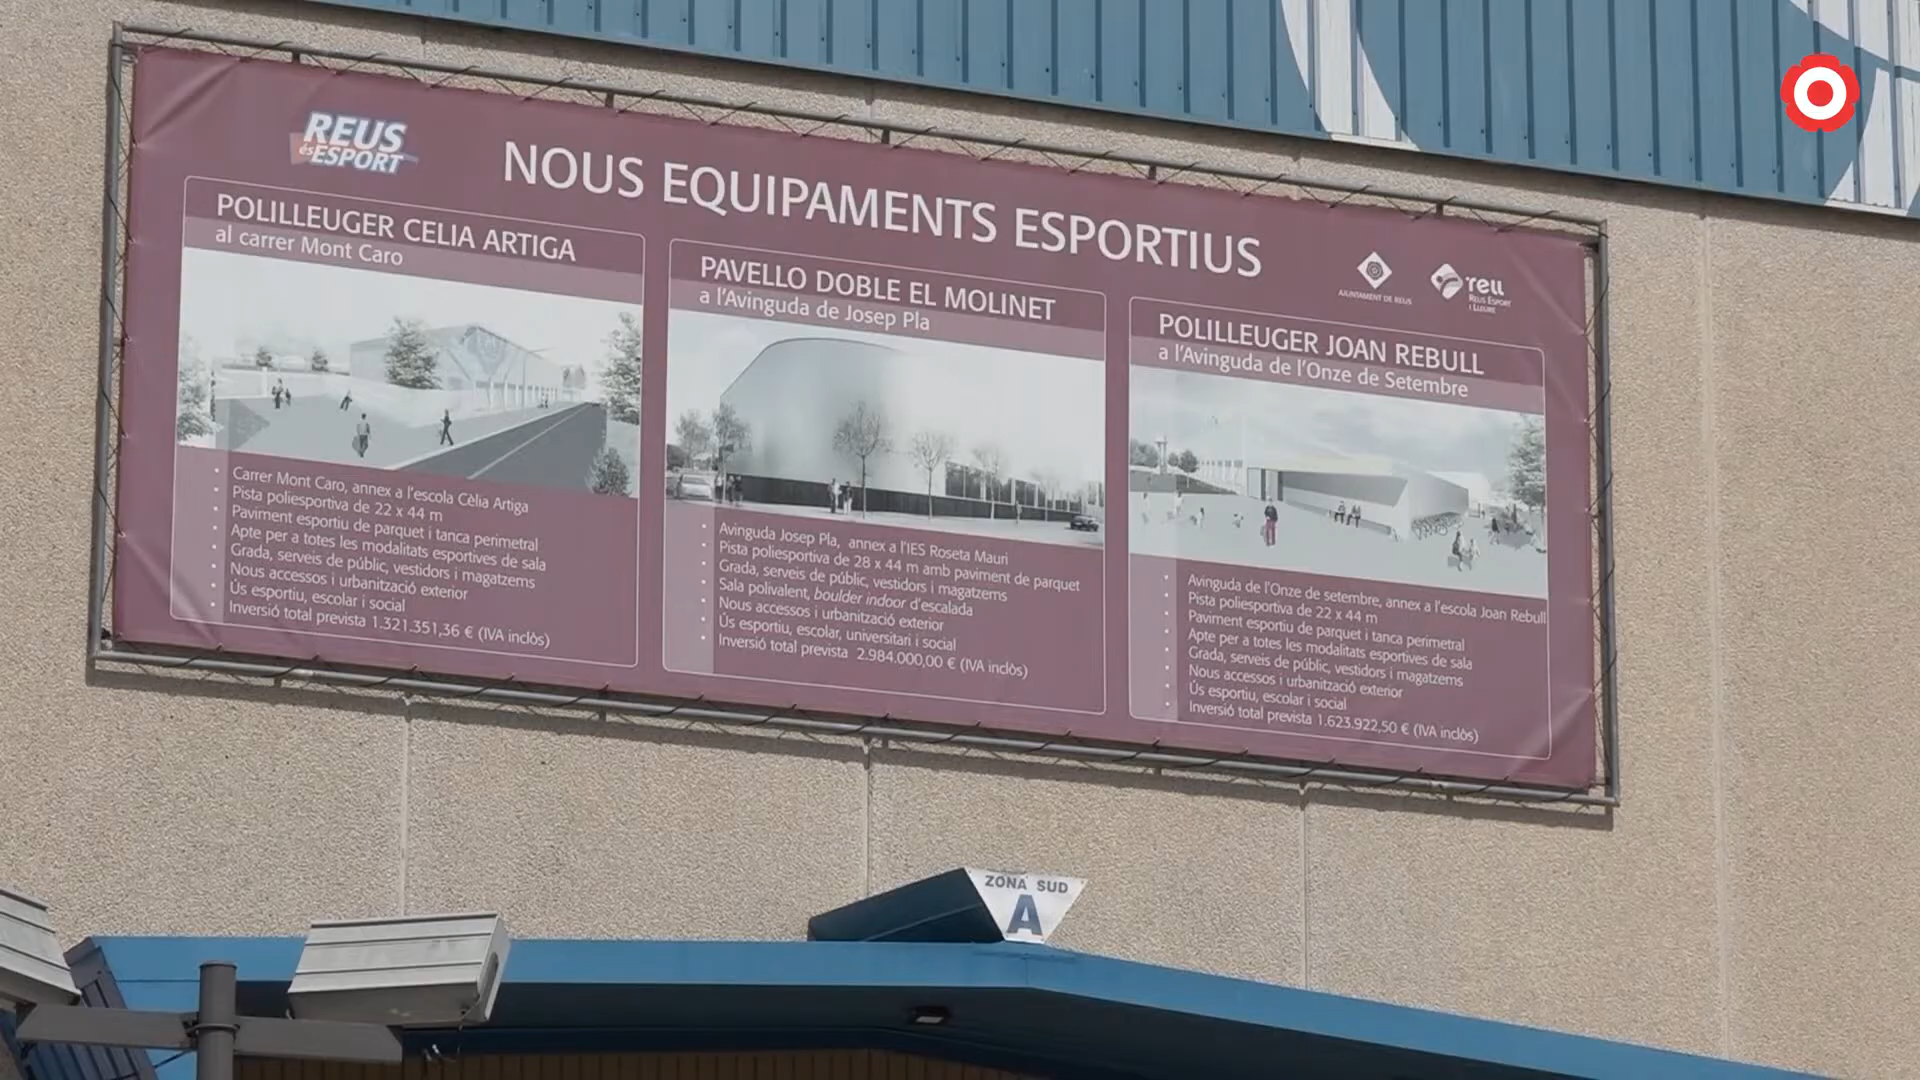 REUS
ésESPORT
NOUS EQUIPAMENTS ESPORTIUS
AJUNTAMENT DE REUS
rell
REUS ESPORT
I LLEURE
POLILLEUGER CELIA ARTIGA
al carrer Mont Caro
• Carrer Mont Caro, annex a l'escola Cèlia Artiga
• Pista poliesportiva de 22 x 44 m
• Paviment esportiu de parquet i tanca perimetral
• Apte per a totes les modalitats esportives de sala
• Grada, serveis de públic, vestidors i magatzems
• Nous accessos i urbanització exterior
• Ús esportiu, escolar i social
• Inversió total prevista 1.321.351,36 € (IVA inclòs)
PAVELLO DOBLE EL MOLINET
a l'Avinguda de Josep Pla
• Avinguda Josep Pla, annex a l'IES Roseta Mauri
• Pista poliesportiva de 28 x 44 m amb paviment de parquet
• Grada, serveis de públic, vestidors i magatzems
• Sala polivalent, boulder indoor d'escalada
• Nous accessos i urbanització exterior
• Ús esportiu, escolar, universitari i social
• Inversió total prevista 2.984.000,00 € (IVA inclòs)
POLILLEUGER JOAN REBULL
a l'Avinguda de l'Onze de Setembre
• Avinguda de l'Onze de setembre, annex a l'escola Joan Rebull
• Pista poliesportiva de 22 x 44 m
• Paviment esportiu de parquet i tanca perimetral
• Apte per a totes les modalitats esportives de sala
• Grada, serveis de públic, vestidors i magatzems
• Nous accessos i urbanització exterior
• Ús esportiu, escolar i social
• Inversió total prevista 1.623.922,50 € (IVA inclòs)
ZONA SUD
A